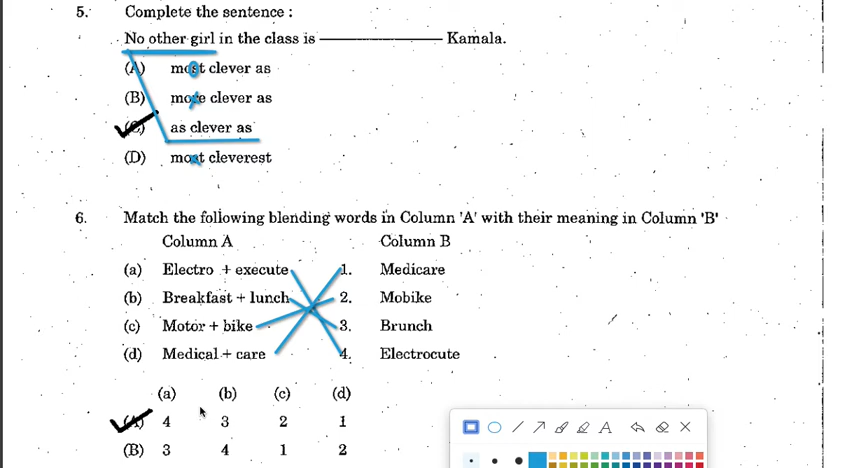 5. Complete the sentence :
No other girl in the class is ———————— Kamala.
(A) most clever as
(B) more clever as
(C) as clever as
(D) most cleverest
6. Match the following blending words in Column 'A' with their meaning in Column 'B'
Column A Column B
(a) Electro + execute 1. Medicare
(b) Breakfast + lunch 2. Mobike
(c) Motor + bike 3. Brunch
(d) Medical + care 4. Electrocute
(a) (b) (c) (d)
(A) 4 3 2 1
(B) 3 4 1 2